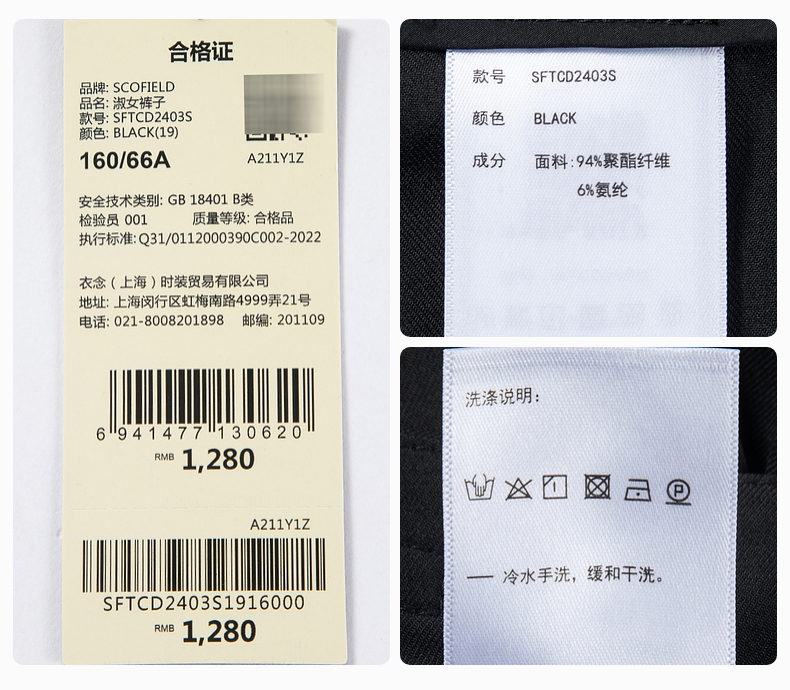 合格证
品牌: SCOFIELD
品名: 淑女裤子
款号: SFTCD2403S
颜色: BLACK(19)
160/66A
A211Y1Z
安全技术类别: GB 18401 B类
检验员 001 质量等级: 合格品
执行标准: Q31/0112000390C002-2022
衣念（上海）时装贸易有限公司
地址: 上海闵行区虹梅南路4999弄21号
电话: 021-8008201898 邮编: 201109
6 941477 130620
RMB 1,280
A211Y1Z
SFTCD2403S1916000
RMB 1,280
款号 SFTCD2403S
颜色 BLACK
成分 面料:94%聚酯纤维
6%氨纶
洗涤说明:
P
— 冷水手洗，缓和干洗。